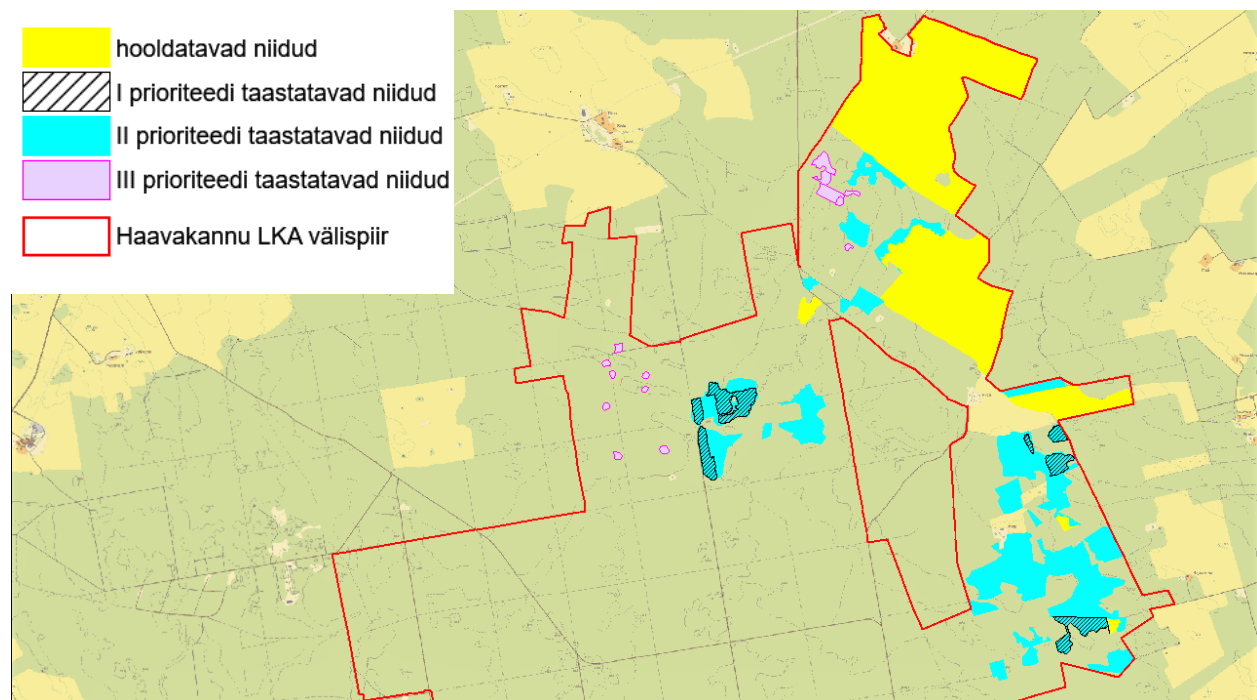 hooldatavad niidud
I prioriteedi taastatavad niidud
II prioriteedi taastatavad niidud
III prioriteedi taastatavad niidud
Haavakannu LKA välispiir